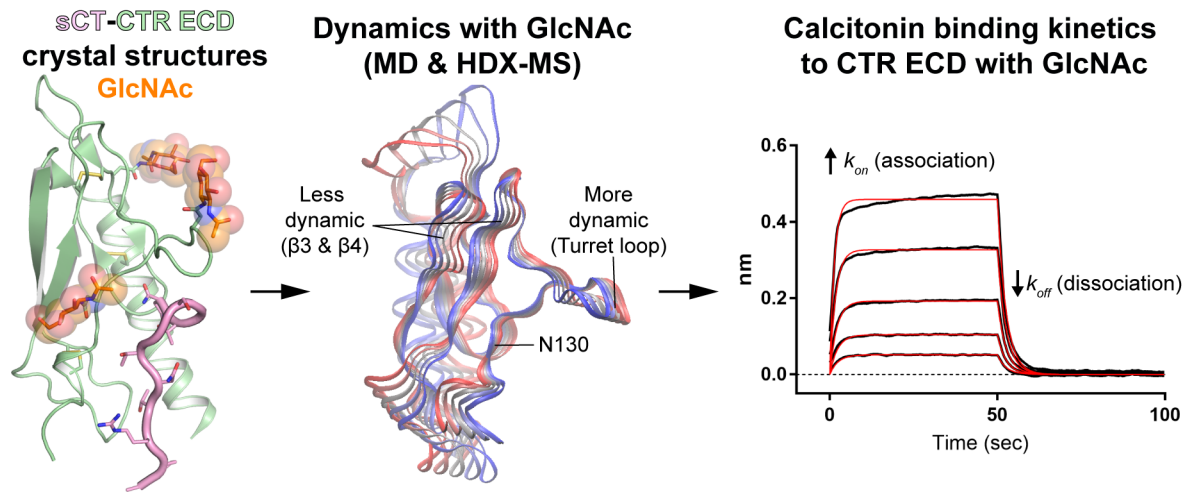 sCT-CTR ECD
crystal structures
GlcNAc
Dynamics with GlcNAc
(MD & HDX-MS)
Less
dynamic
(β3 & β4)
More
dynamic
(Turret loop)
N130
Calcitonin binding kinetics
to CTR ECD with GlcNAc
0.6
0.4
0.2
0.0
nm
kon (association)
koff (dissociation)
0
50
100
Time (sec)